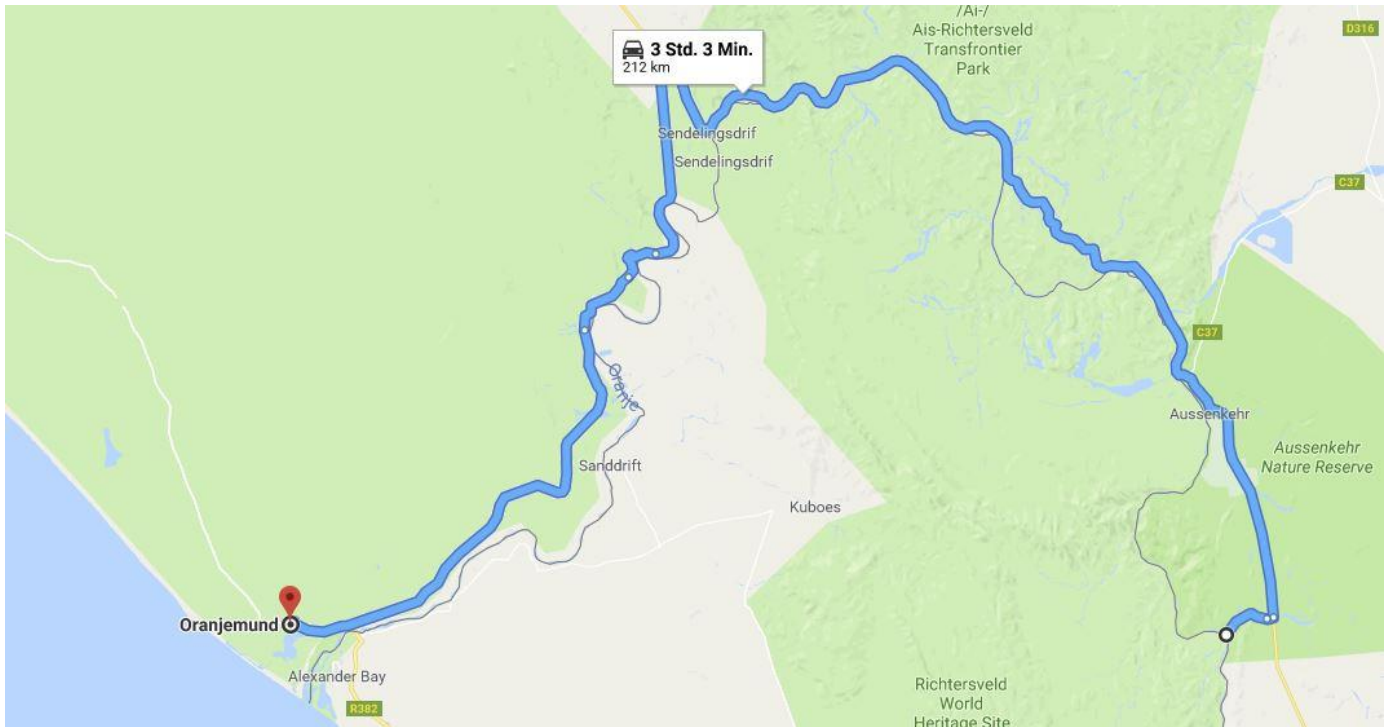 /Ai-/
Ais-Richtersveld
Transfrontier
Park
D316
3 Std. 3 Min.
212 km
Sendelingsdrif
Sendelingsdrif
C37
C37
Oranje
Aussenkehr
Aussenkehr
Nature Reserve
Sanddrift
Kuboes
Oranjemund
Alexander Bay
R382
Richtersveld
World
Heritage Site